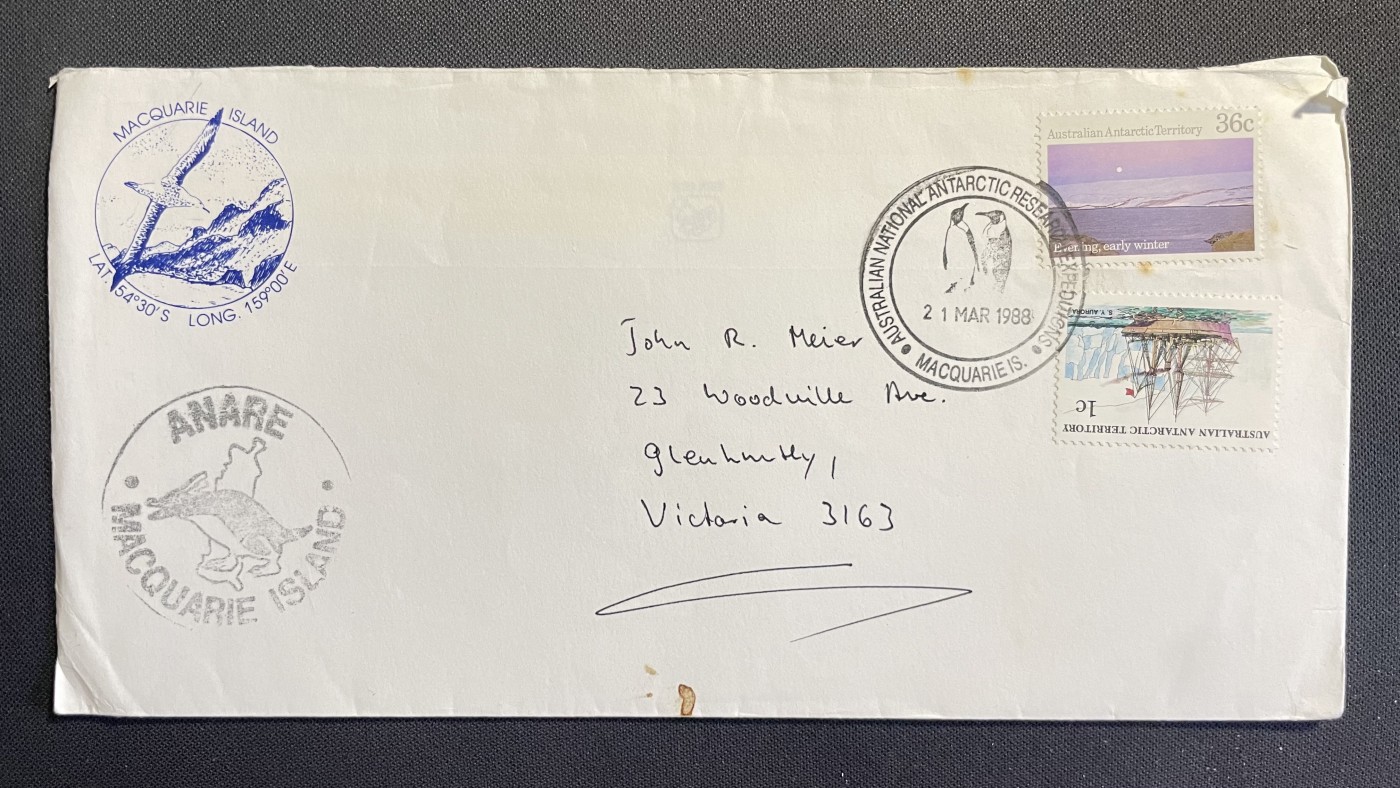 MACQUARIE ISLAND
LAT. 54°30'S LONG. 159°00'E
ANARE
MACQUARIE ISLAND
AUSTRALIAN NATIONAL ANTARCTIC RESEARCH EXPEDITIONS
21 MAR 1988
MACQUARIE IS.
Australian Antarctic Territory 36c
Evening, early winter
S.Y. AURORA
1c
AUSTRALIAN ANTARCTIC TERRITORY
John R. Meier
23 Woodville Ave.
Glenhuntly,
Victoria 3163